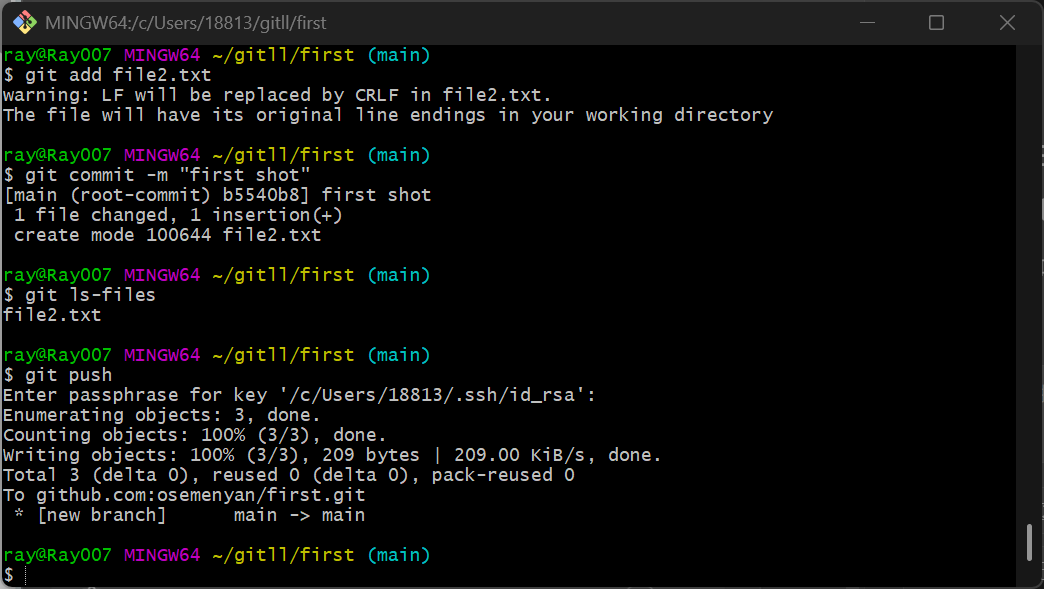 MINGW64:/c/Users/18813/gitll/first
ray@Ray007 MINGW64 ~/gitll/first (main)
$ git add file2.txt
warning: LF will be replaced by CRLF in file2.txt.
The file will have its original line endings in your working directory
ray@Ray007 MINGW64 ~/gitll/first (main)
$ git commit -m "first shot"
[main (root-commit) b5540b8] first shot
 1 file changed, 1 insertion(+)
 create mode 100644 file2.txt
ray@Ray007 MINGW64 ~/gitll/first (main)
$ git ls-files
file2.txt
ray@Ray007 MINGW64 ~/gitll/first (main)
$ git push
Enter passphrase for key '/c/Users/18813/.ssh/id_rsa':
Enumerating objects: 3, done.
Counting objects: 100% (3/3), done.
Writing objects: 100% (3/3), 209 bytes | 209.00 KiB/s, done.
Total 3 (delta 0), reused 0 (delta 0), pack-reused 0
To github.com:osemenyan/first.git
 * [new branch]      main -> main
ray@Ray007 MINGW64 ~/gitll/first (main)
$